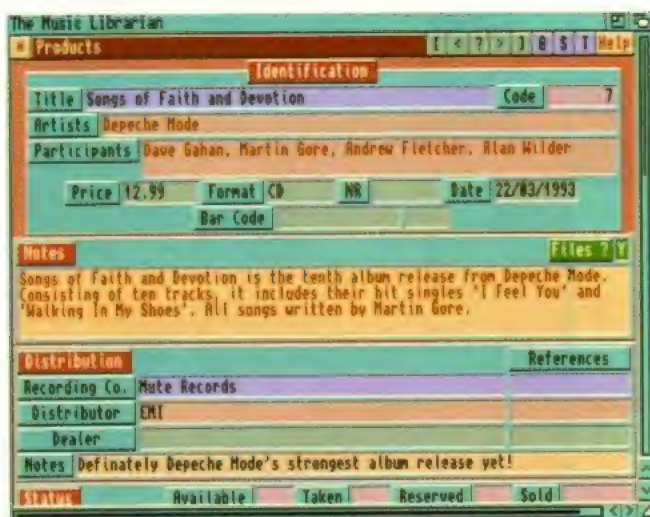 The Music Librarian
Products [ < ? > ] @ S T Help
Identification
Title Songs of Faith and Devotion Code 7
Artists Depeche Mode
Participants Dave Gahan, Martin Gore, Andrew Fletcher, Alan Wilder
Price 12.99 Format CD NR Date 22/03/1993
Bar Code
Notes Files ? Y
Songs of Faith and Devotion is the tenth album release from Depeche Mode.
Consisting of ten tracks, it includes their hit singles 'I Feel You' and
'Walking In My Shoes'. All songs written by Martin Gore.
Distribution References
Recording Co. Mute Records
Distributor EMI
Dealer
Notes Definately Depeche Mode's strongest album release yet!
Status Available Taken Reserved Sold